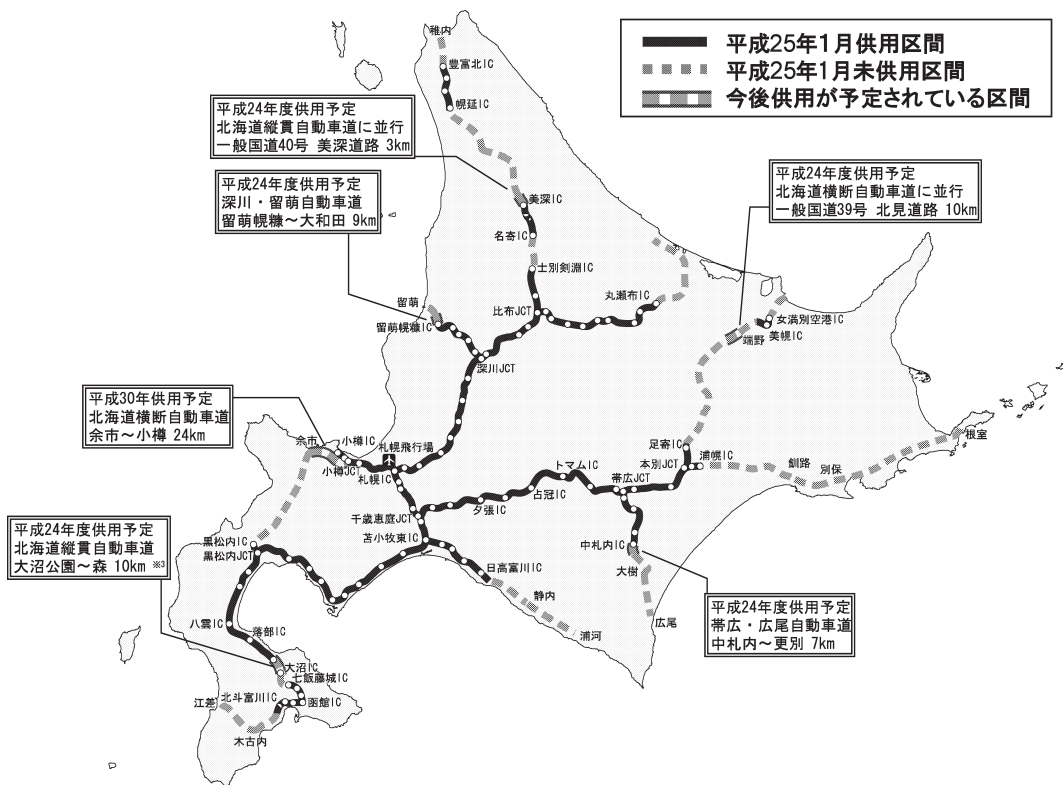 平成25年1月供用区間
平成25年1月未供用区間
今後供用が予定されている区間
稚内
豊富北IC
幌延IC
平成24年度供用予定
北海道縦貫自動車道に並行
一般国道40号 美深道路 3km
平成24年度供用予定
深川・留萌自動車道
留萌幌糠～大和田 9km
平成24年度供用予定
北海道横断自動車道に並行
一般国道39号 北見道路 10km
美深IC
名寄IC
士別剣淵IC
丸瀬布IC
比布JCT
留萌
留萌幌糠IC
深川JCT
女満別空港IC
美幌IC
端野
平成30年供用予定
北海道横断自動車道
余市～小樽 24km
余市
小樽IC
小樽JCT
札幌飛行場
札幌IC
足寄IC
本別JCT
浦幌IC
釧路
別保
根室
トマムIC
帯広JCT
占冠IC
夕張IC
千歳恵庭JCT
苫小牧東IC
平成24年度供用予定
北海道縦貫自動車道
大沼公園～森 10km ※3
黒松内IC
黒松内JCT
日高富川IC
静内
浦河
中札内IC
大樹
広尾
平成24年度供用予定
帯広・広尾自動車道
中札内～更別 7km
八雲IC
落部IC
大沼IC
七飯藤城IC
北斗富川IC
函館IC
江差
木古内